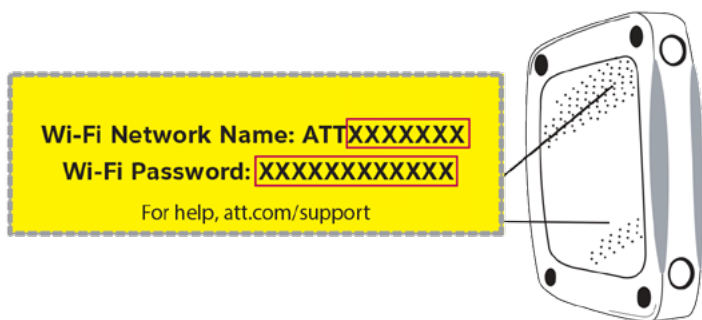 Wi-Fi Network Name: ATTXXXXXXX
Wi-Fi Password: XXXXXXXXXXXX
For help, att.com/support